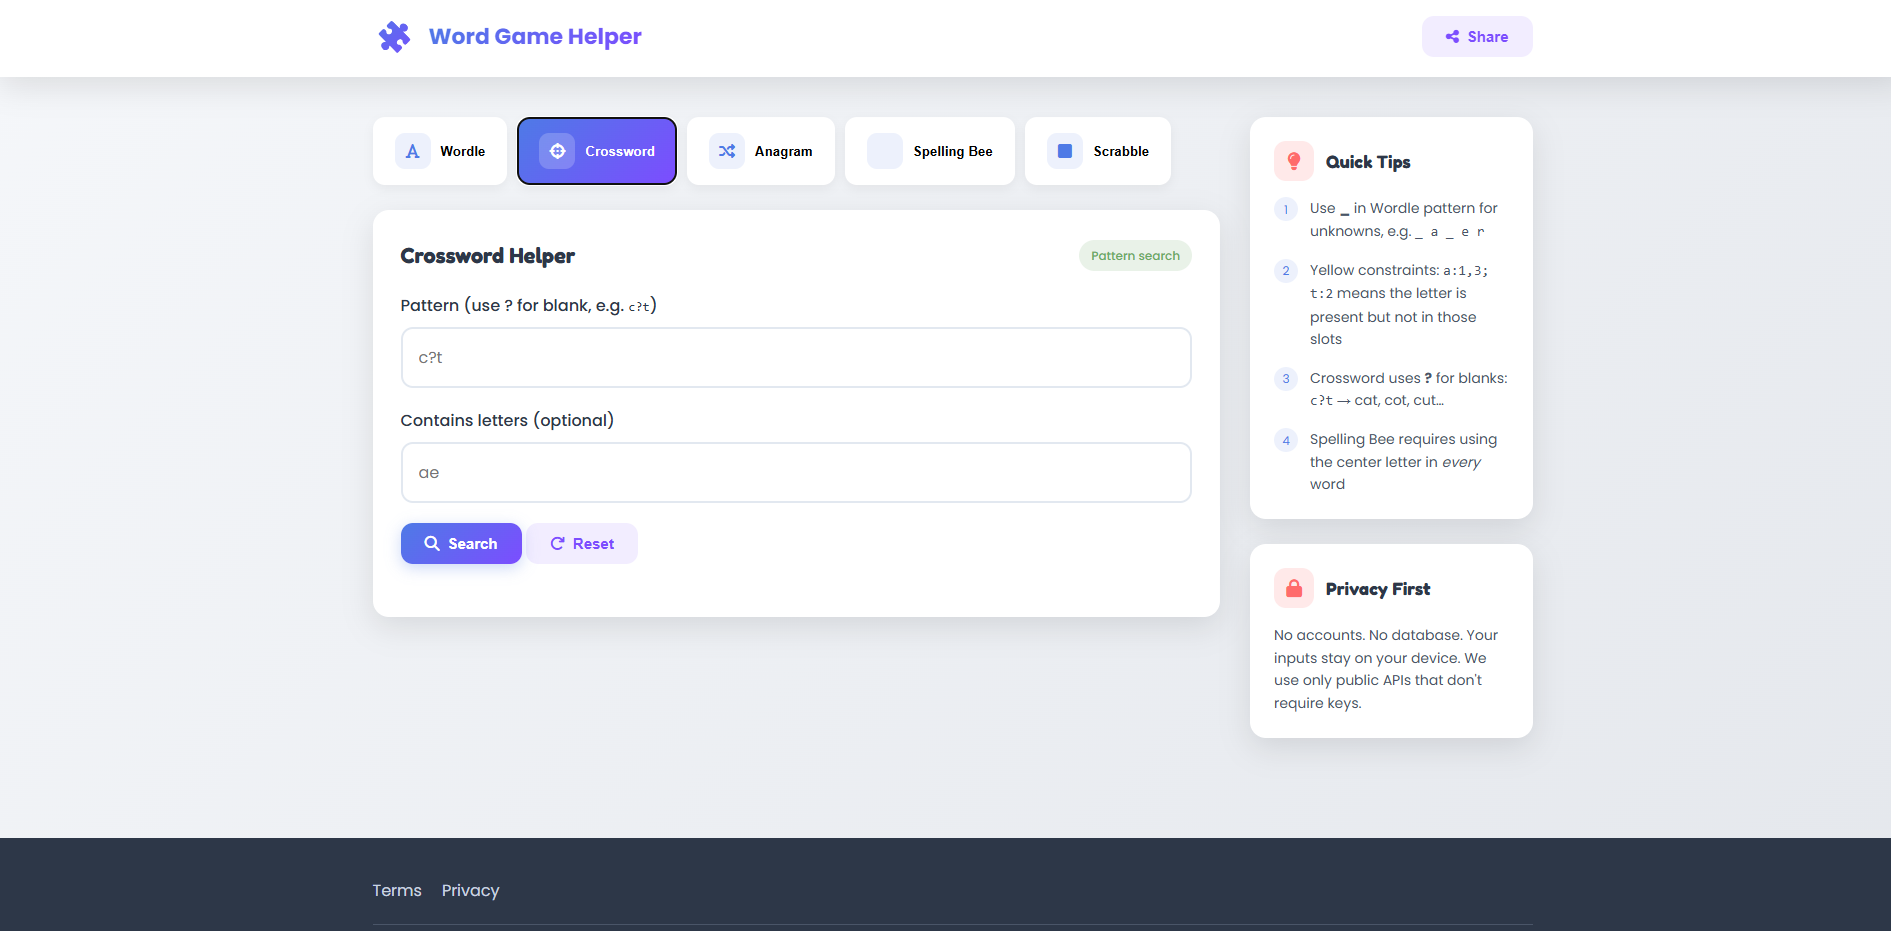 Word Game Helper
Share
Wordle
Crossword
Anagram
Spelling Bee
Scrabble
Crossword Helper
Pattern search
Pattern (use ? for blank, e.g. c?t)
c?t
Contains letters (optional)
ae
Search
Reset
Quick Tips
1
Use _ in Wordle pattern for
unknowns, e.g. _ a _ e r
2
Yellow constraints: a:1,3;
t:2 means the letter is
present but not in those
slots
3
Crossword uses ? for blanks:
c?t → cat, cot, cut…
4
Spelling Bee requires using
the center letter in every
word
Privacy First
No accounts. No database. Your
inputs stay on your device. We
use only public APIs that don't
require keys.
Terms
Privacy